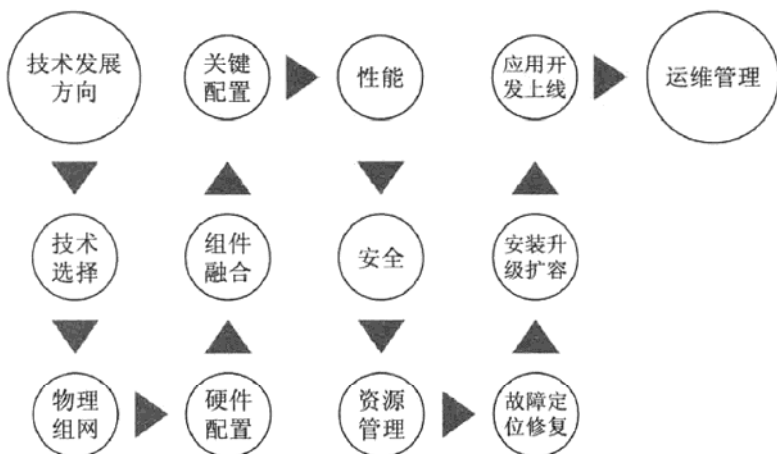 技术发展
方向
技术
选择
物理
组网
硬件
配置
组件
融合
关键
配置
性能
安全
资源
管理
故障定
位修复
安装升
级扩容
应用开
发上线
运维管理